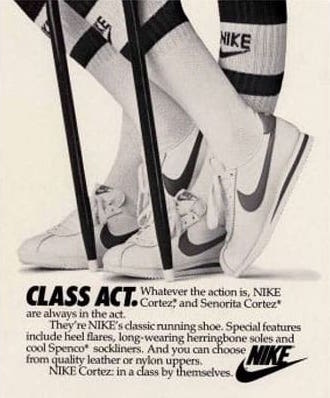 NIKE
CLASS ACT. Whatever the action is, NIKE
Cortez,* and Senorita Cortez*
are always in the act.
They're NIKE's classic running shoe. Special features
include heel flares, long-wearing herringbone soles and
cool Spenco* sockliners. And you can choose
from quality leather or nylon uppers.
NIKE Cortez: in a class by themselves.
NIKE